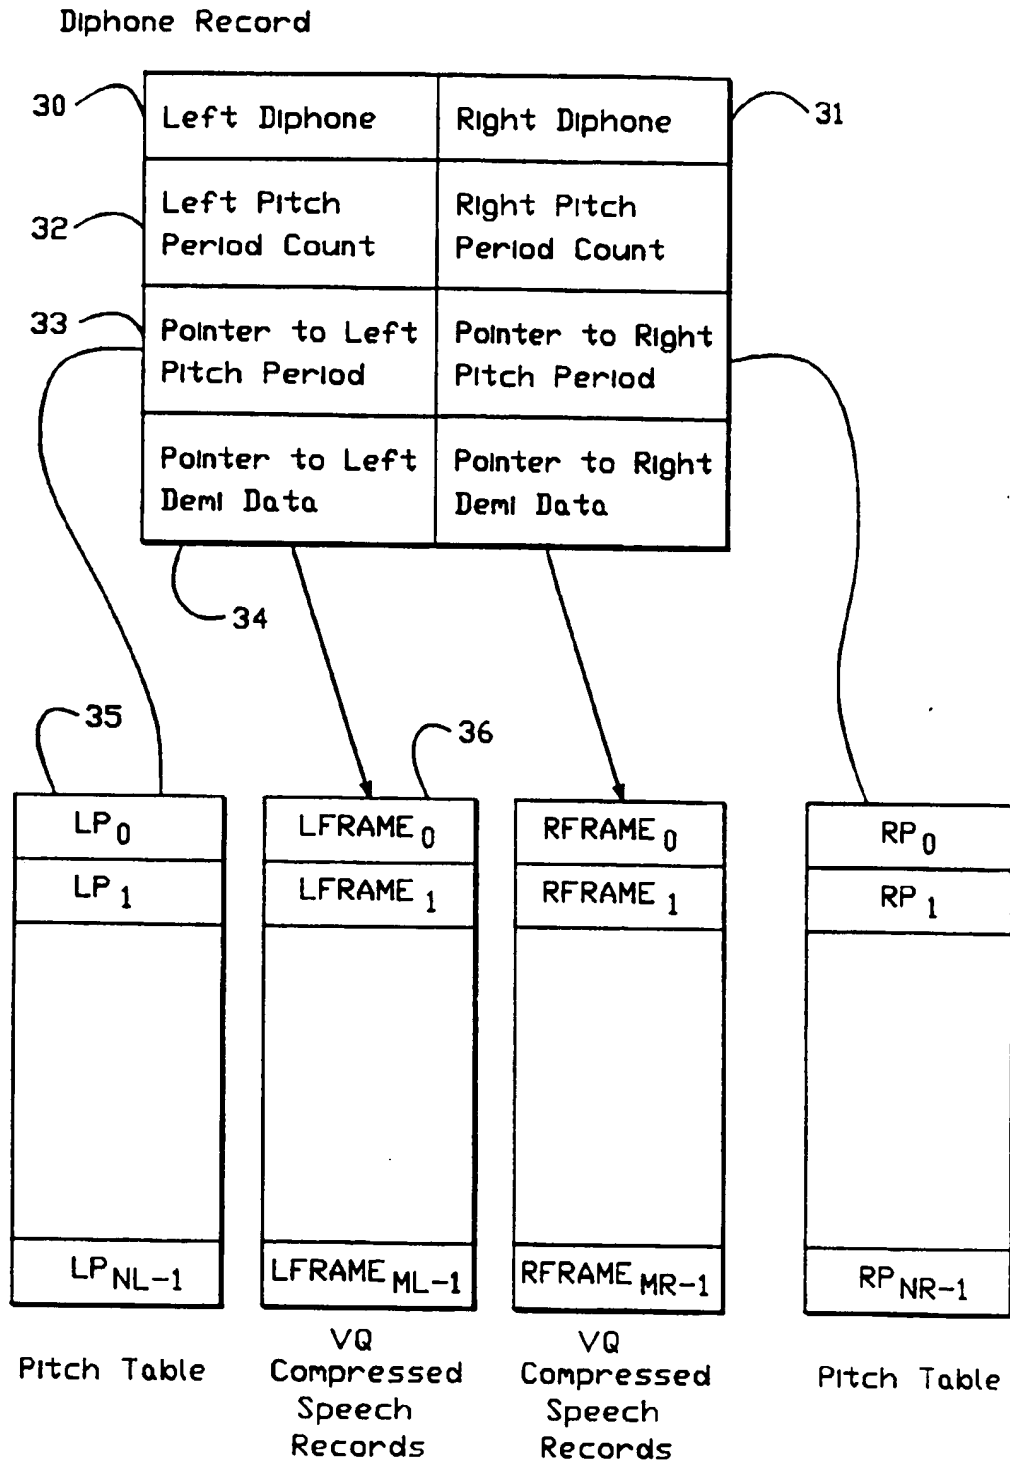 Diphone Record
30
Left Diphone
Right Diphone
31
32
Left Pitch
Period Count
Right Pitch
Period Count
33
Pointer to Left
Pitch Period
Pointer to Right
Pitch Period
Pointer to Left
Demi Data
Pointer to Right
Demi Data
34
35
36
LP0
LFRAME0
RFRAME0
RP0
LP1
LFRAME1
RFRAME1
RP1
LPNL-1
LFRAMEML-1
RFRAMEMR-1
RPNR-1
Pitch Table
VQ
Compressed
Speech
Records
VQ
Compressed
Speech
Records
Pitch Table